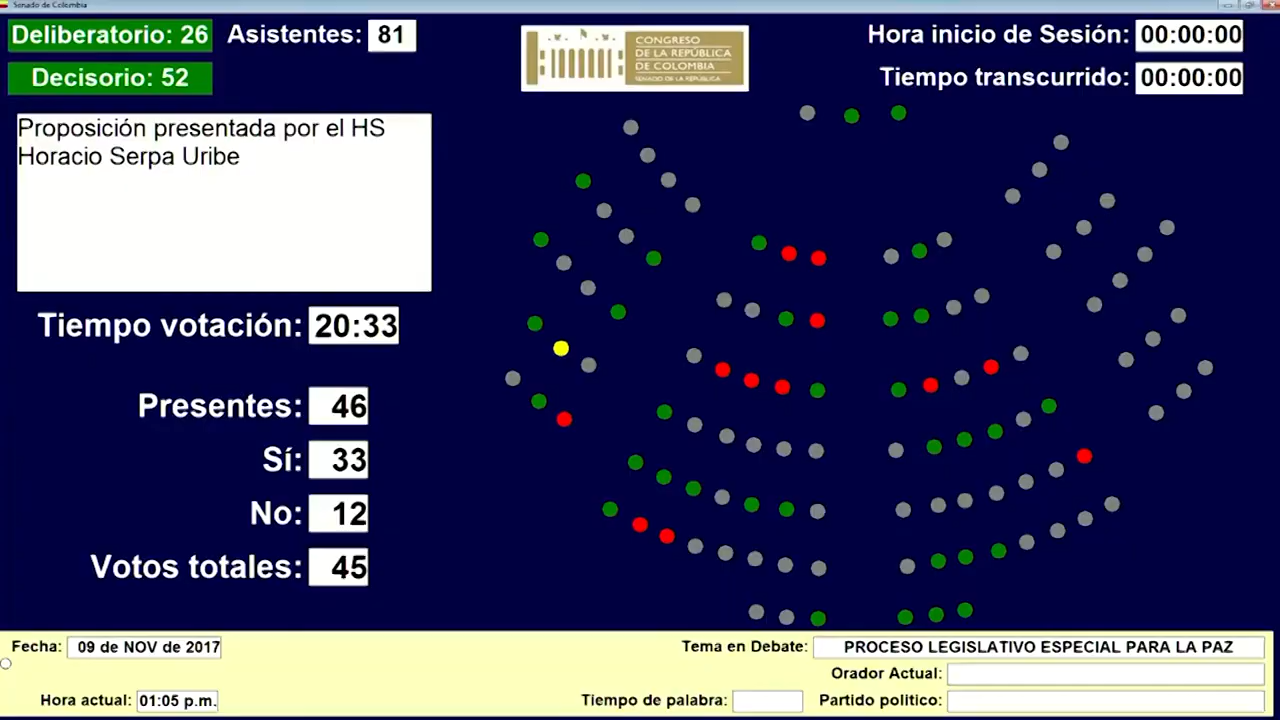 Senado de Colombia
Deliberatorio: 26 Asistentes: 81
Decisorio: 52
CONGRESO
DE LA REPÚBLICA
DE COLOMBIA
SENADO DE LA REPÚBLICA
Hora inicio de Sesión: 00:00:00
Tiempo transcurrido: 00:00:00
Proposición presentada por el HS
Horacio Serpa Uribe
Tiempo votación: 20:33
Presentes: 46
Sí: 33
No: 12
Votos totales: 45
Fecha: 09 de NOV de 2017
Tema en Debate: PROCESO LEGISLATIVO ESPECIAL PARA LA PAZ
Orador Actual:
Hora actual: 01:05 p.m.
Tiempo de palabra:
Partido politico: